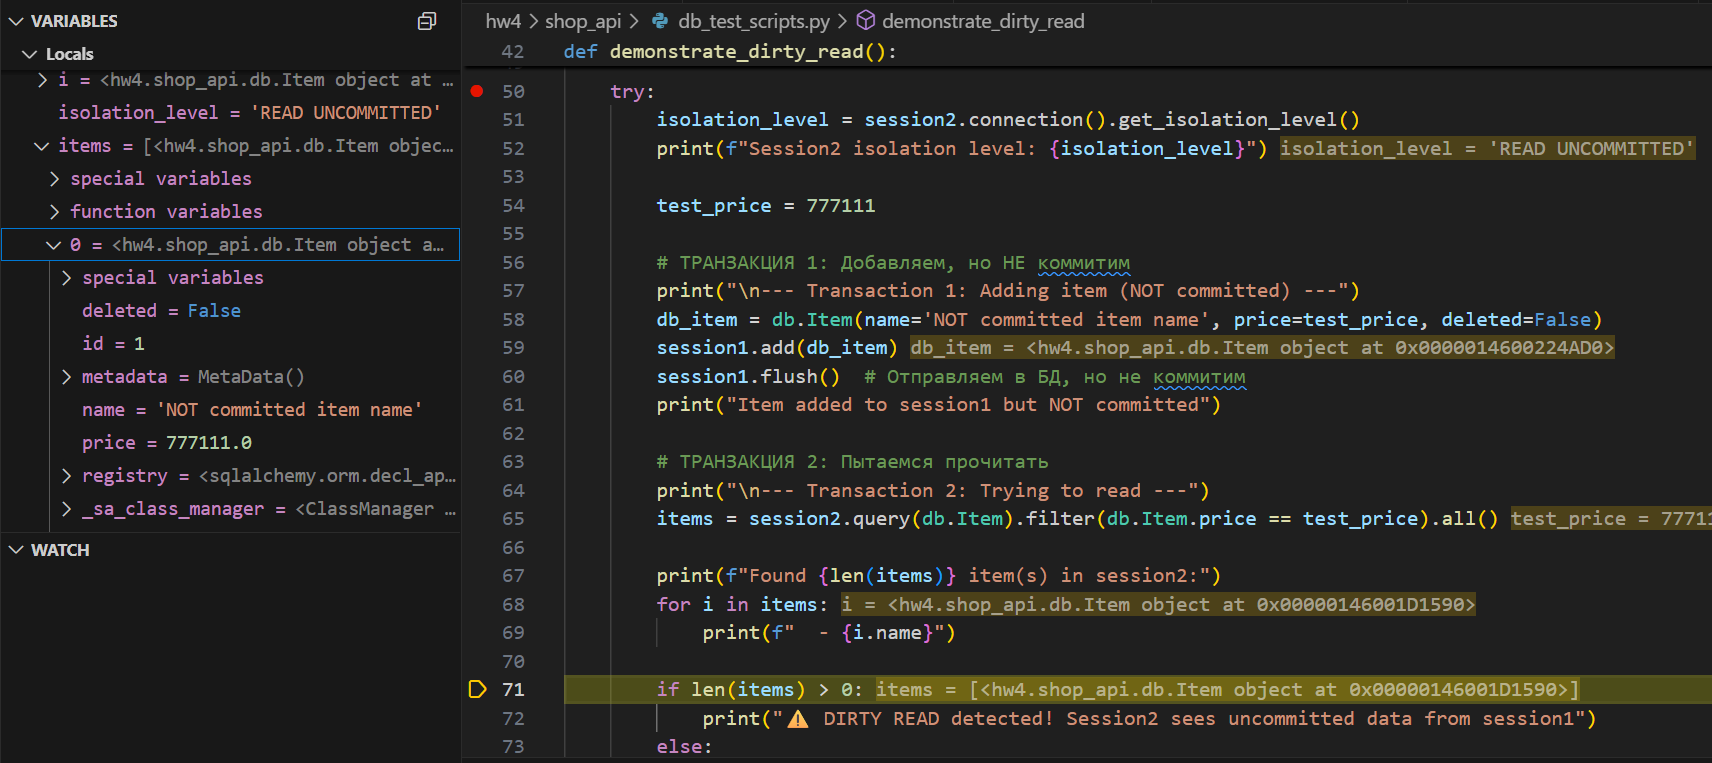 VARIABLES
Locals
i = <hw4.shop_api.db.Item object at ...
isolation_level = 'READ UNCOMMITTED'
items = [<hw4.shop_api.db.Item objec...
special variables
function variables
0 = <hw4.shop_api.db.Item object a...
special variables
deleted = False
id = 1
metadata = MetaData()
name = 'NOT committed item name'
price = 777111.0
registry = <sqlalchemy.orm.decl_ap...
_sa_class_manager = <ClassManager ...
WATCH
hw4 > shop_api > db_test_scripts.py > demonstrate_dirty_read
42 def demonstrate_dirty_read():
50 try:
51 isolation_level = session2.connection().get_isolation_level()
52 print(f"Session2 isolation level: {isolation_level}") isolation_level = 'READ UNCOMMITTED'
53
54 test_price = 777111
55
56 # ТРАНЗАКЦИЯ 1: Добавляем, но НЕ коммитим
57 print("\n--- Transaction 1: Adding item (NOT committed) ---")
58 db_item = db.Item(name='NOT committed item name', price=test_price, deleted=False)
59 session1.add(db_item) db_item = <hw4.shop_api.db.Item object at 0x0000014600224AD0>
60 session1.flush() # Отправляем в БД, но не коммитим
61 print("Item added to session1 but NOT committed")
62
63 # ТРАНЗАКЦИЯ 2: Пытаемся прочитать
64 print("\n--- Transaction 2: Trying to read ---")
65 items = session2.query(db.Item).filter(db.Item.price == test_price).all() test_price = 77711
66
67 print(f"Found {len(items)} item(s) in session2:")
68 for i in items: i = <hw4.shop_api.db.Item object at 0x00000146001D1590>
69 print(f"  - {i.name}")
70
71 if len(items) > 0: items = [<hw4.shop_api.db.Item object at 0x00000146001D1590>]
72 print("⚠️ DIRTY READ detected! Session2 sees uncommitted data from session1")
73 else: